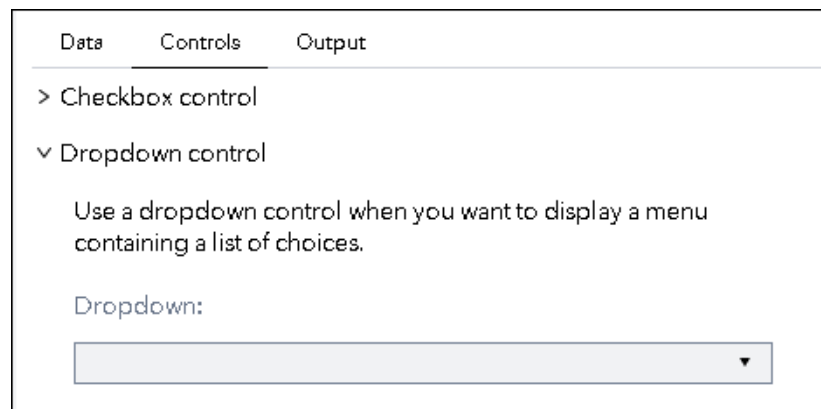 Data Controls Output
Checkbox control
Dropdown control
Use a dropdown control when you want to display a menu
containing a list of choices.
Dropdown: